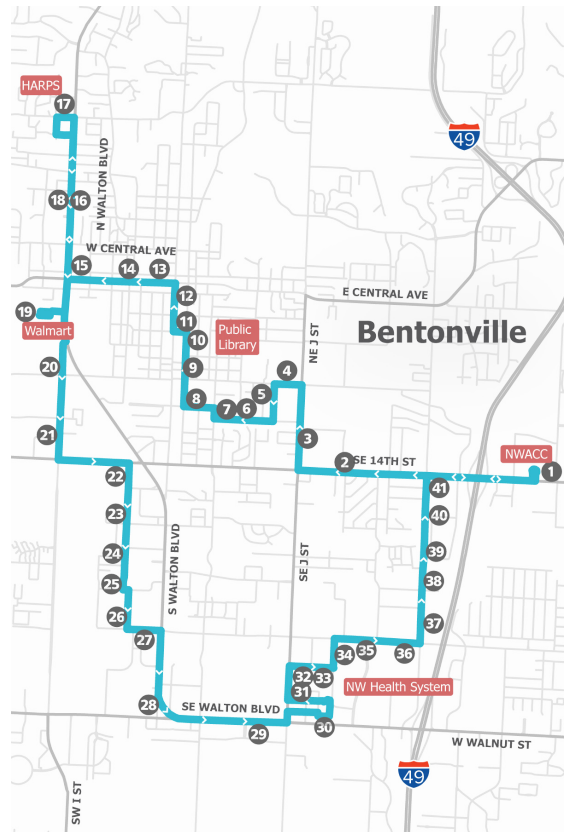 HARPS
17
49
N WALTON BLVD
18
16
W CENTRAL AVE
15
14
13
E CENTRAL AVE
12
19
Walmart
11
10
Public
Library
Bentonville
NE J ST
20
9
4
5
8
7
6
21
3
2
SE 14TH ST
NWACC
1
22
41
23
40
S WALTON BLVD
SE J ST
24
39
25
38
26
37
27
34
35
36
32
33
31
NW Health System
28
SE WALTON BLVD
30
29
W WALNUT ST
49
SW I ST